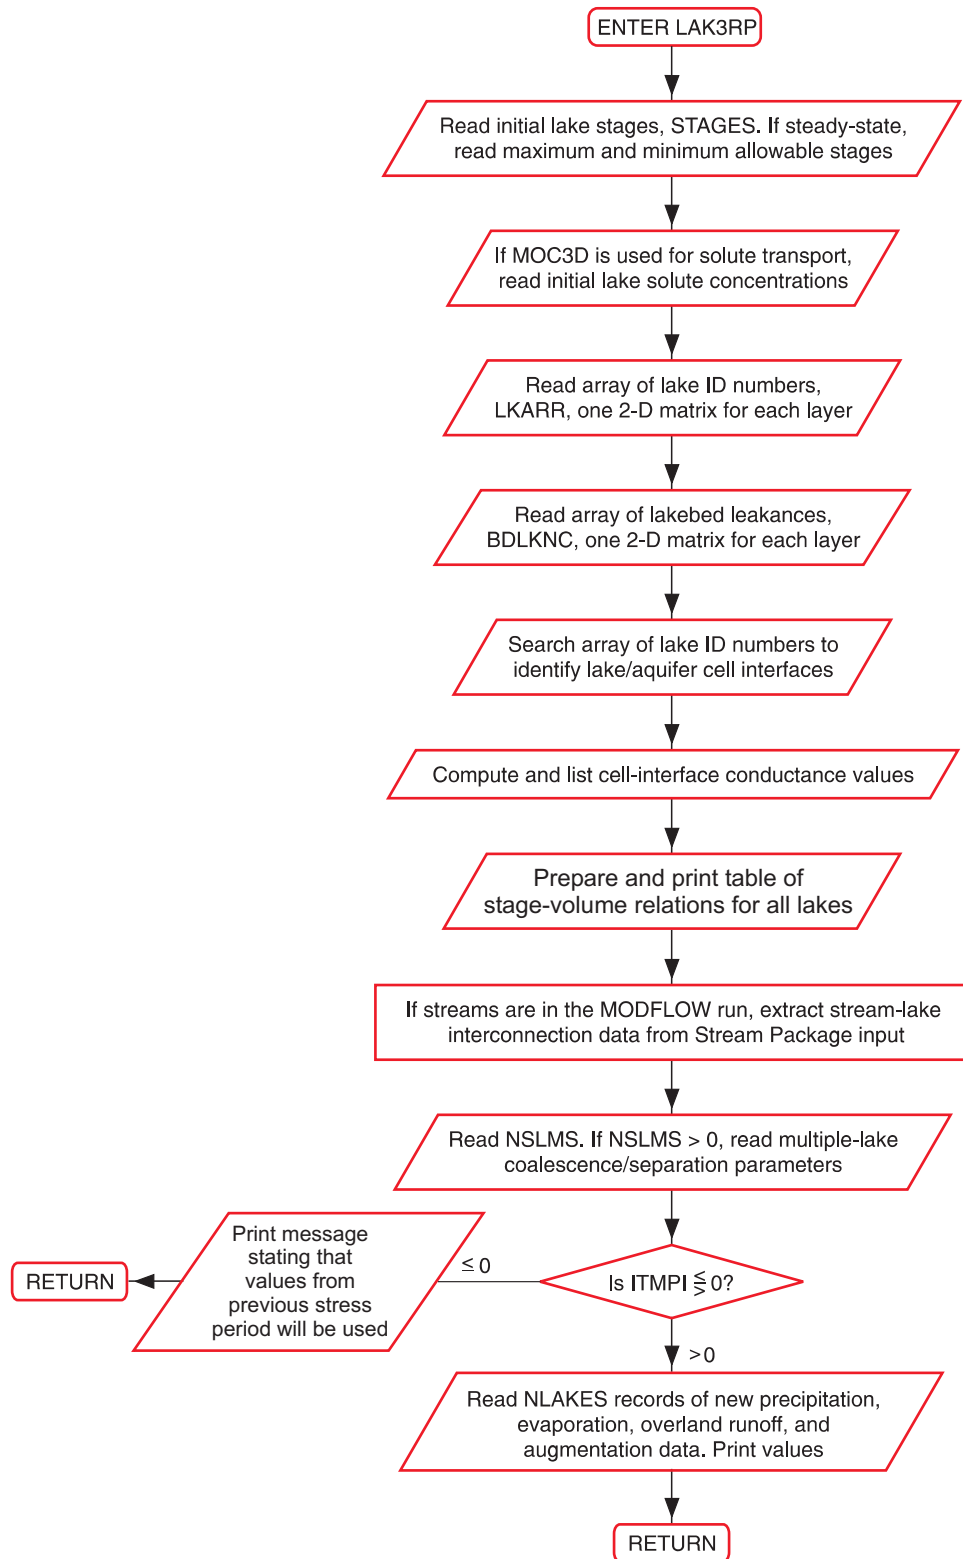 ENTER LAK3RP
Read initial lake stages, STAGES. If steady-state,
read maximum and minimum allowable stages
If MOC3D is used for solute transport,
read initial lake solute concentrations
Read array of lake ID numbers,
LKARR, one 2-D matrix for each layer
Read array of lakebed leakances,
BDLKNC, one 2-D matrix for each layer
Search array of lake ID numbers to
identify lake/aquifer cell interfaces
Compute and list cell-interface conductance values
Prepare and print table of
stage-volume relations for all lakes
If streams are in the MODFLOW run, extract stream-lake
interconnection data from Stream Package input
Read NSLMS. If NSLMS > 0, read multiple-lake
coalescence/separation parameters
Print message
stating that
values from
previous stress
period will be used
RETURN
≤ 0
Is ITMPI ⪋ 0?
>0
Read NLAKES records of new precipitation,
evaporation, overland runoff, and
augmentation data. Print values
RETURN